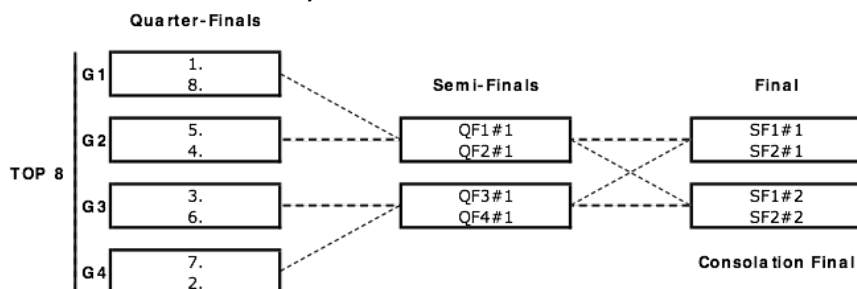 Quarter-Finals
G1
1.
8.
Semi-Finals
Final
G2
5.
4.
QF1#1
QF2#1
SF1#1
SF2#1
TOP 8
G3
3.
6.
QF3#1
QF4#1
SF1#2
SF2#2
G4
7.
2.
Consolation Final